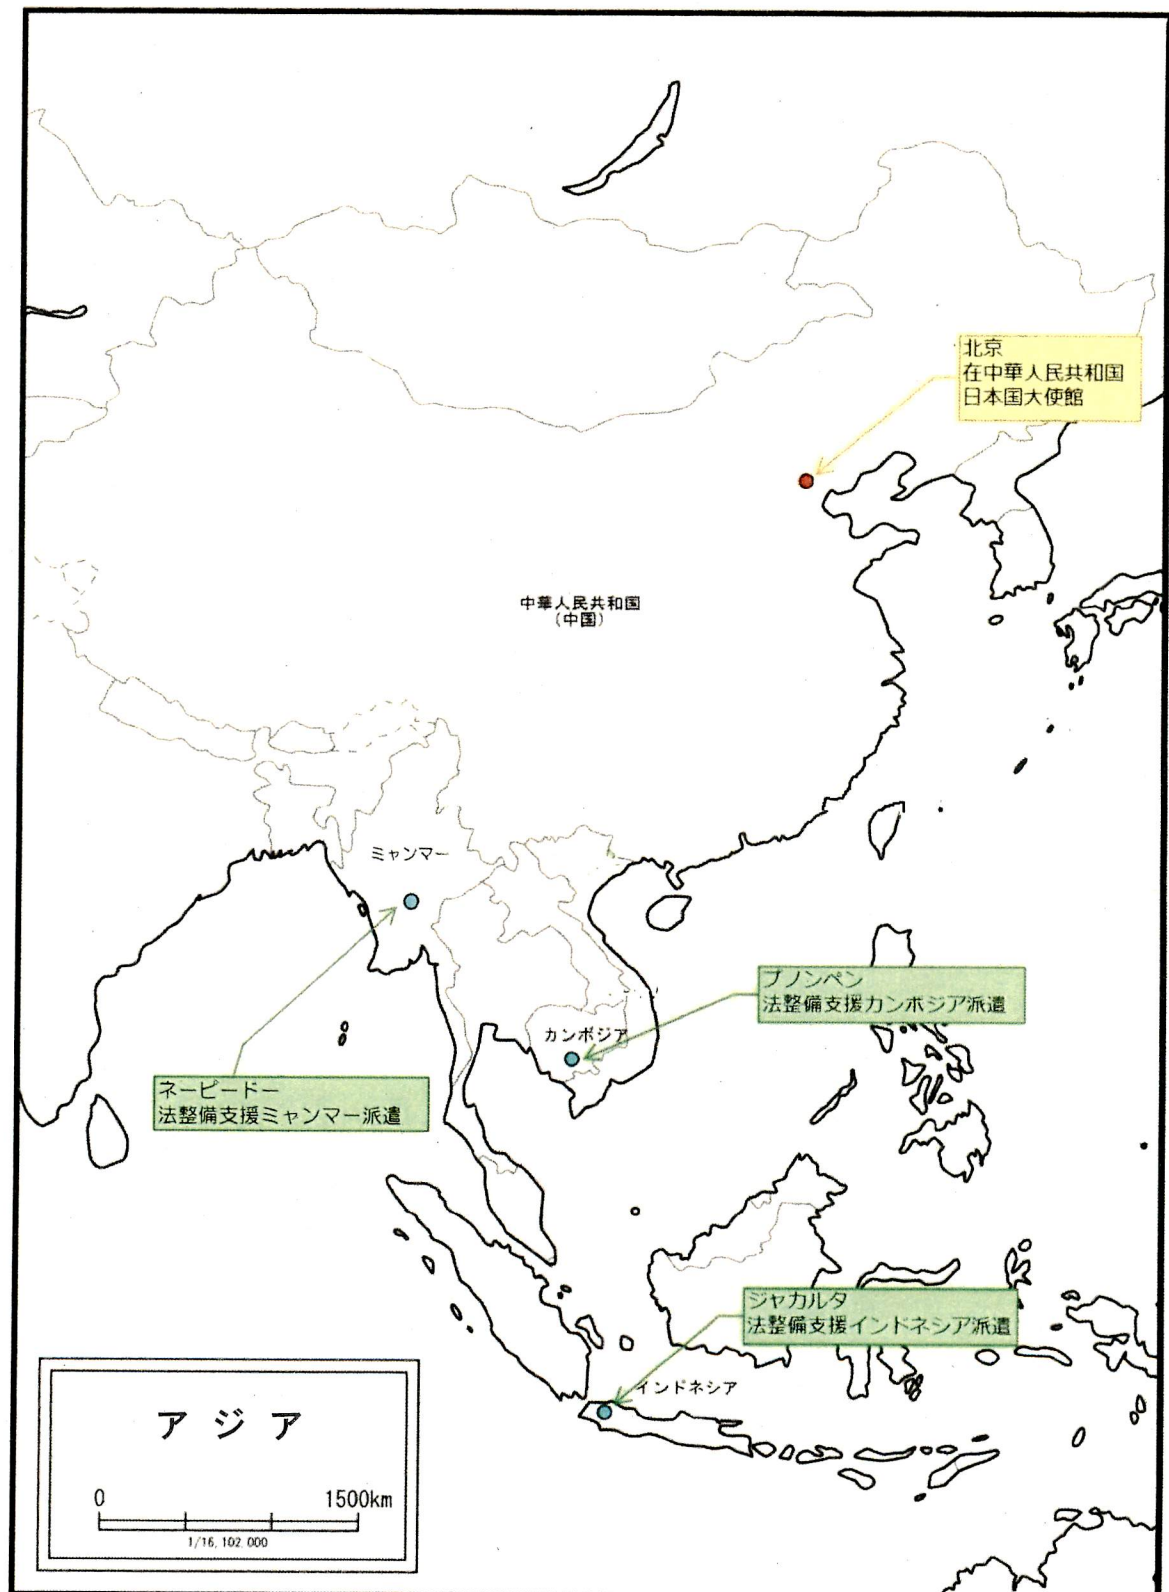 北京
在中華人民共和国
日本国大使館
中華人民共和国
(中国)
ミャンマー
プノンペン
法整備支援カンボジア派遣
カンボジア
ネーピードー
法整備支援ミャンマー派遣
ジャカルタ
法整備支援インドネシア派遣
インドネシア
アジア
0 1500km
1/16,102,000